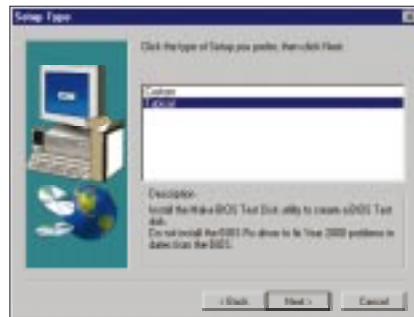 Setup Type
Click the type of Setup you prefer, then click Next.
Custom
Typical
Description
Install the Make BIOS Test Disk utility to create a BIOS Test
disk.
Do not install the BIOS Fix driver to fix Year 2000 problems in
dates from the BIOS.
< Back
Next >
Cancel